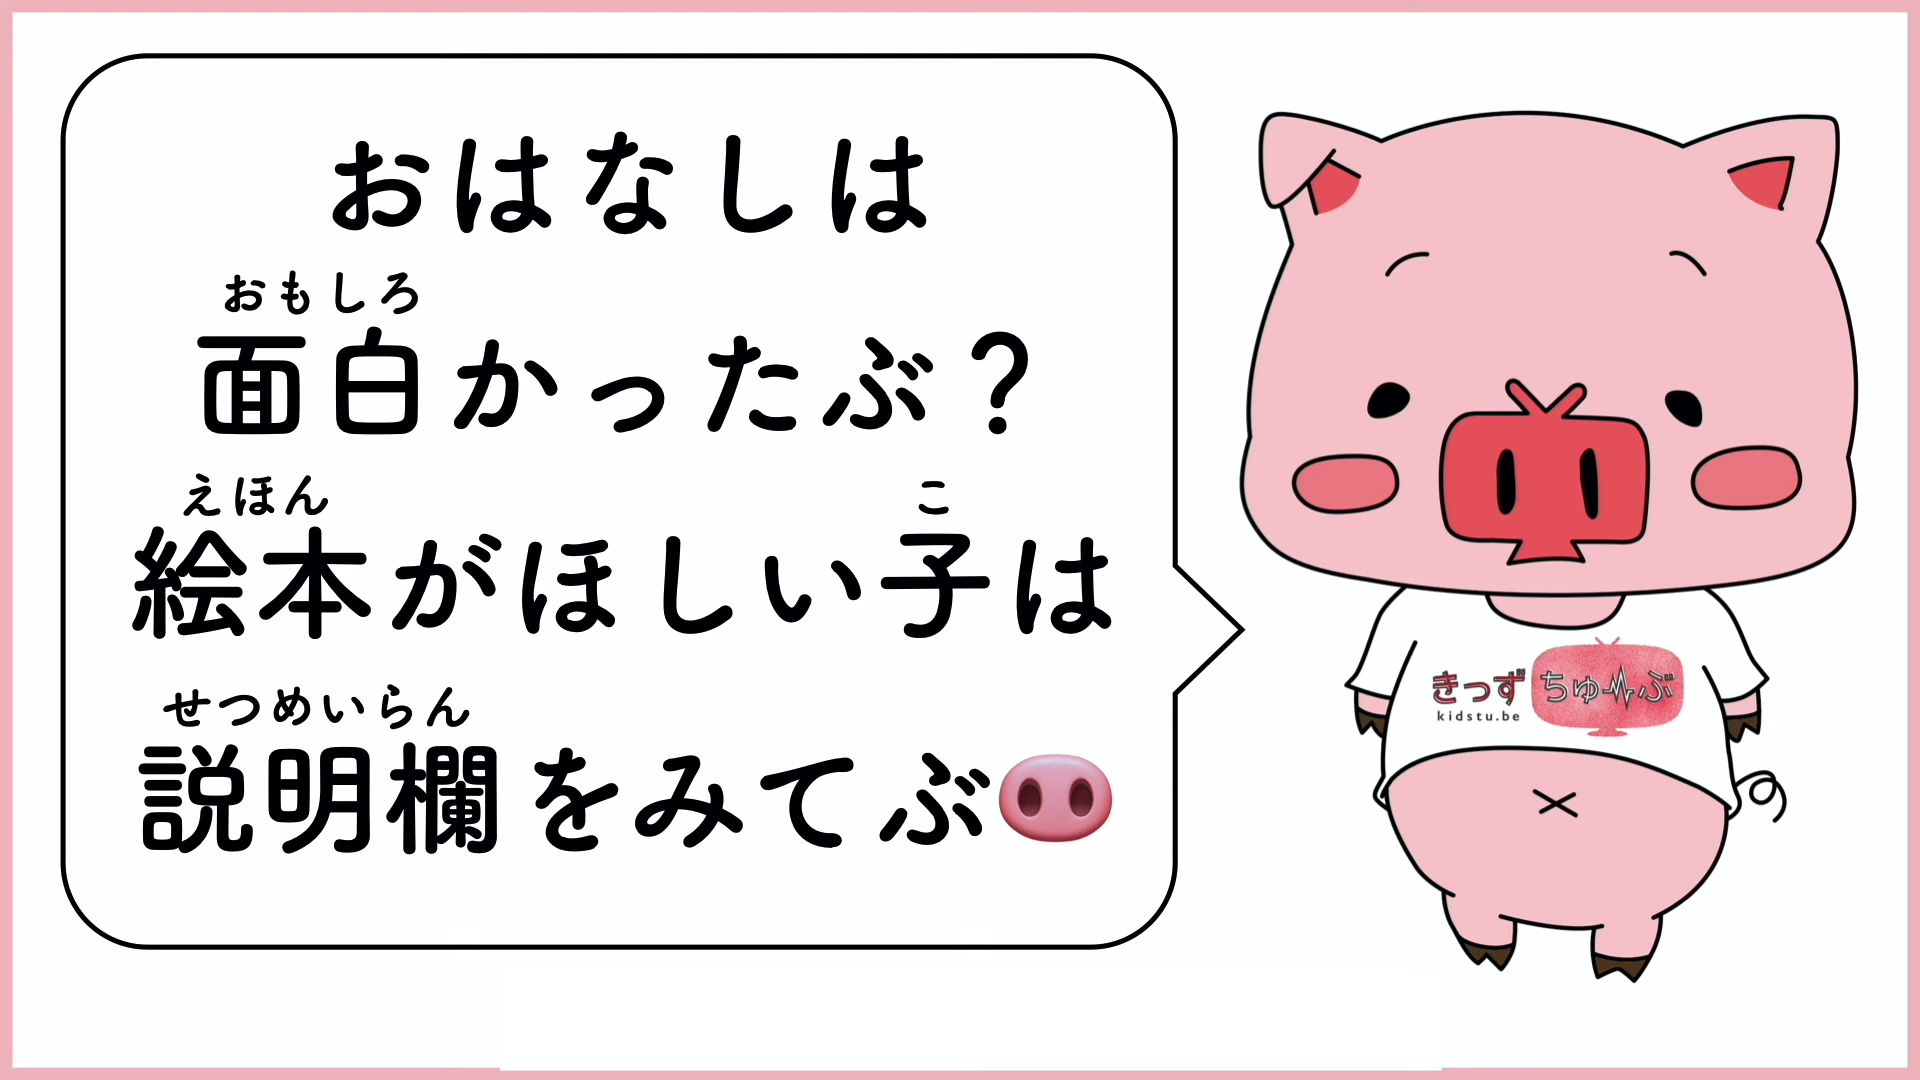 おはなしは
おもしろ
面白かったぶ？
えほん こ
絵本がほしい子は
せつめいらん
説明欄をみてぶ🐽
きっず ちゅーぶ
kidstu.be